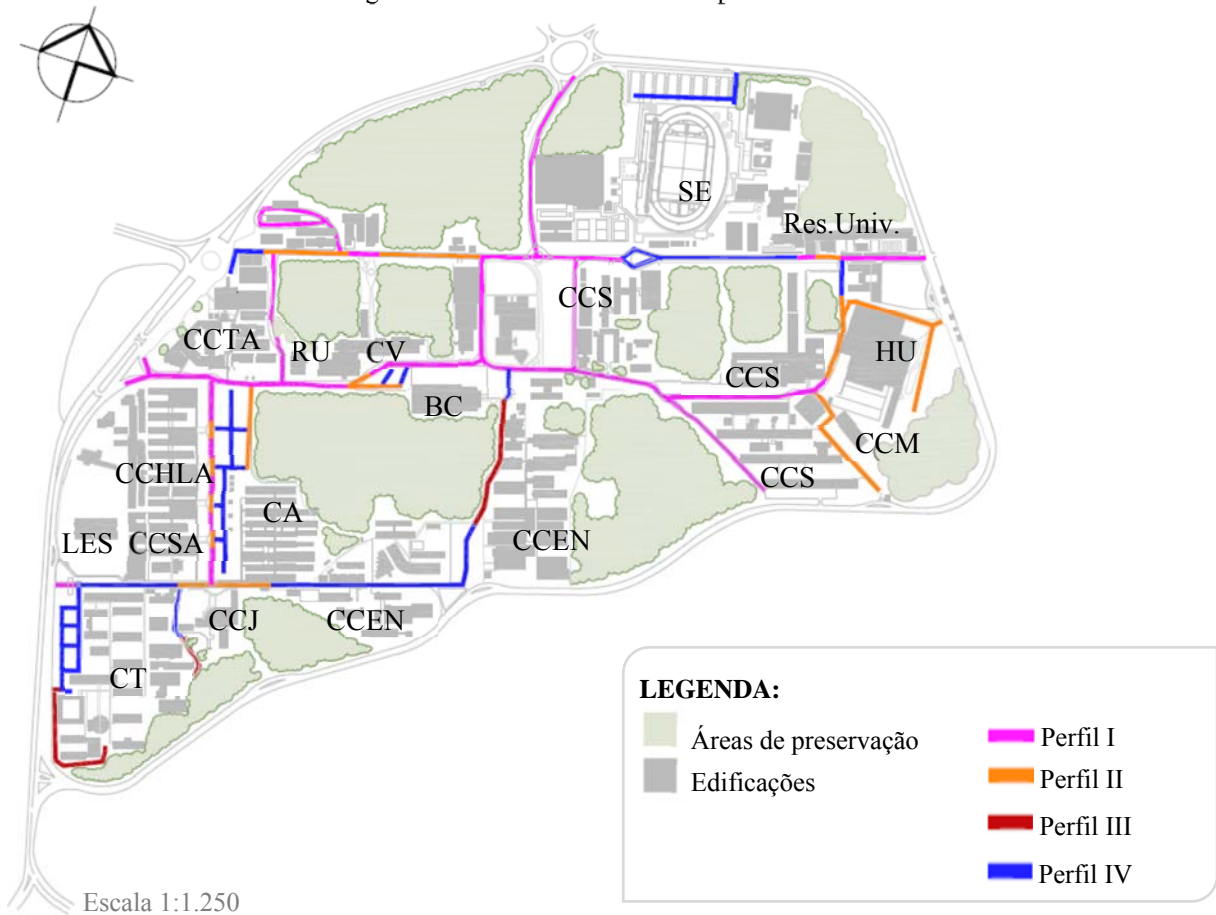 SE
Res.Univ.
CCS
CCTA
RU
CV
HU
CCS
BC
CCM
CCHLA
CCS
CA
LES
CCSA
CCEN
CCJ
CCEN
CT
LEGENDA:
Áreas de preservação
Edificações
Perfil I
Perfil II
Perfil III
Perfil IV
Escala 1:1.250